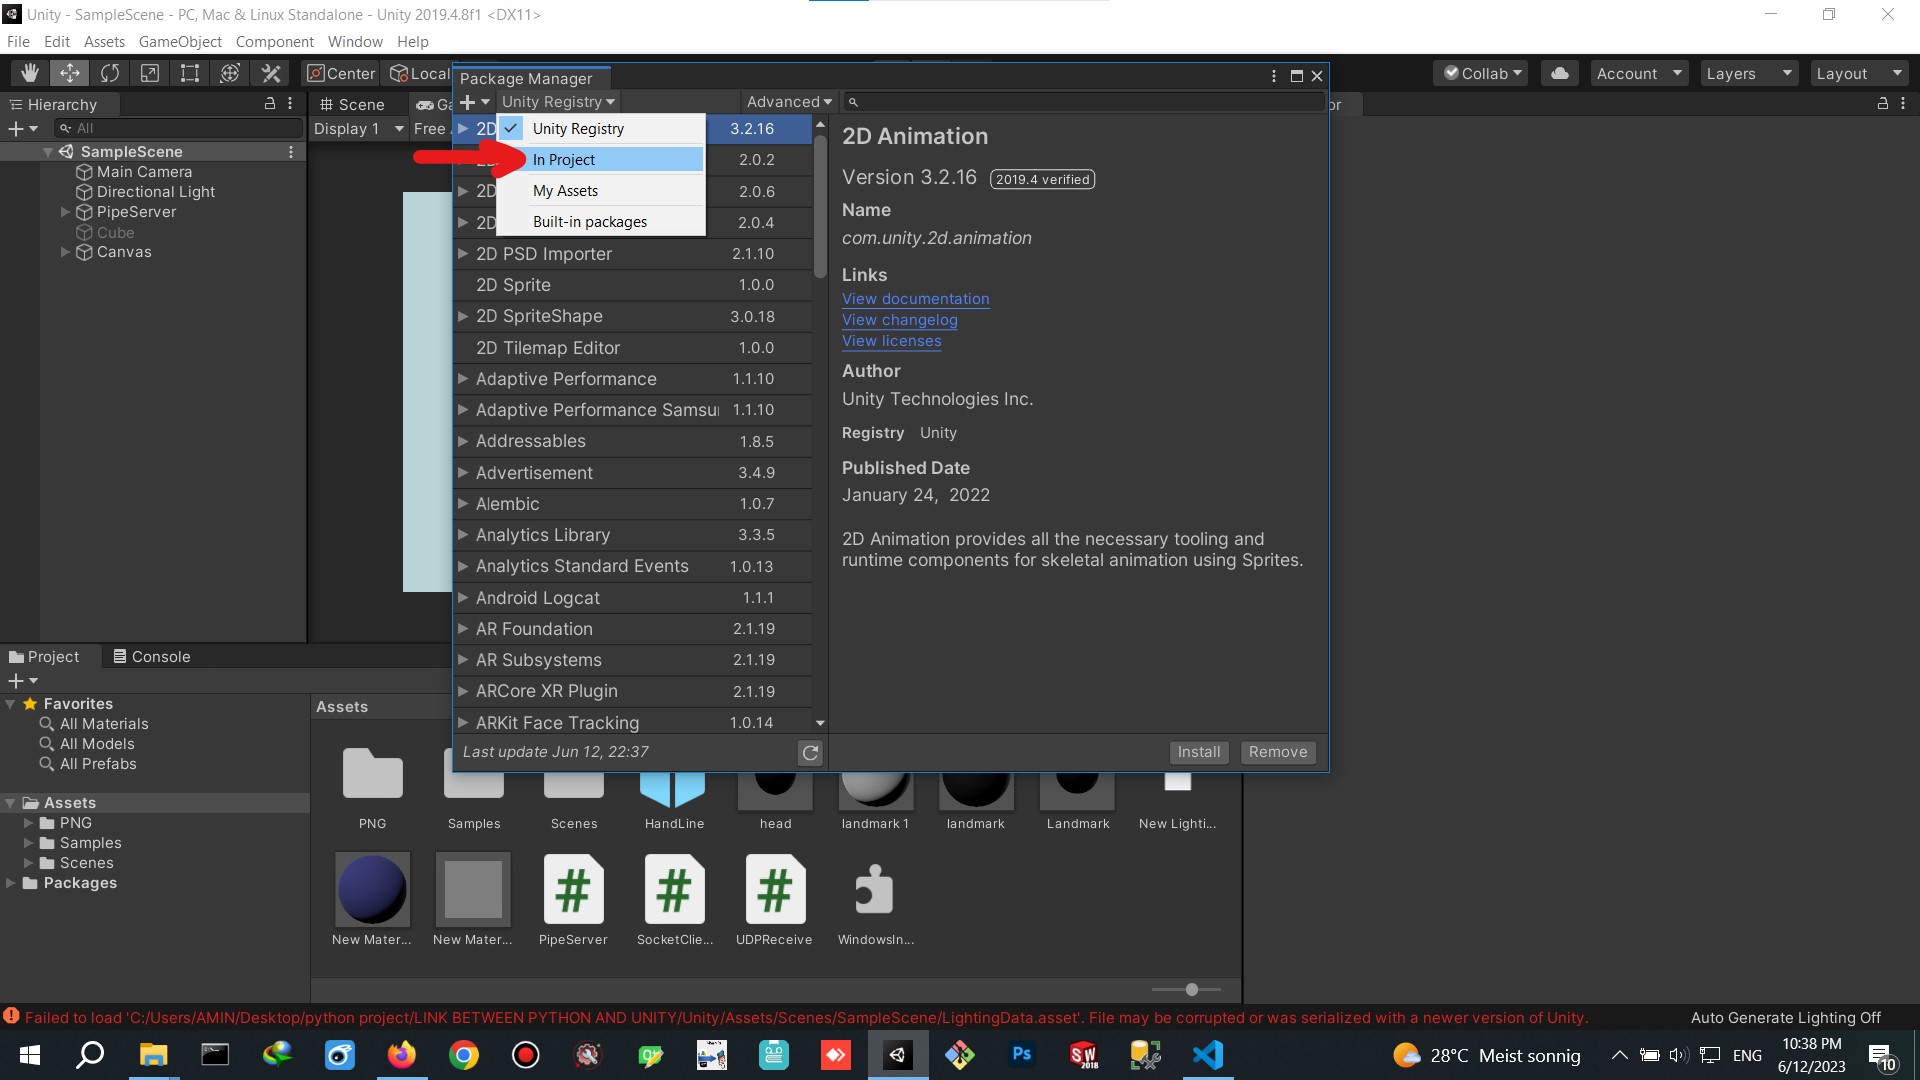 Unity - SampleScene - PC, Mac & Linux Standalone - Unity 2019.4.8f1 <DX11>
File Edit Assets GameObject Component Window Help
Center Local
Collab Account Layers Layout
Package Manager
Unity Registry Advanced
Hierarchy
All
Scene
Display 1 Free
SampleScene
Main Camera
Directional Light
PipeServer
Cube
Canvas
Unity Registry
In Project
My Assets
Built-in packages
2D 3.2.16
2.0.2
2D 2.0.6
2D 2.0.4
2D PSD Importer 2.1.10
2D Sprite 1.0.0
2D SpriteShape 3.0.18
2D Tilemap Editor 1.0.0
Adaptive Performance 1.1.10
Adaptive Performance Samsu 1.1.10
Addressables 1.8.5
Advertisement 3.4.9
Alembic 1.0.7
Analytics Library 3.3.5
Analytics Standard Events 1.0.13
Android Logcat 1.1.1
AR Foundation 2.1.19
AR Subsystems 2.1.19
ARCore XR Plugin 2.1.19
ARKit Face Tracking 1.0.14
Last update Jun 12, 22:37
2D Animation
Version 3.2.16 2019.4 verified
Name
com.unity.2d.animation
Links
View documentation
View changelog
View licenses
Author
Unity Technologies Inc.
Registry Unity
Published Date
January 24, 2022
2D Animation provides all the necessary tooling and
runtime components for skeletal animation using Sprites.
Install Remove
Project Console
Favorites
All Materials
All Models
All Prefabs
Assets
PNG
Samples
Scenes
Packages
Assets
PNG Samples Scenes HandLine head landmark 1 landmark Landmark New Lighti...
New Mater... New Mater... PipeServer SocketClie... UDPReceive WindowsIn...
Failed to load 'C:/Users/AMIN/Desktop/python project/LINK BETWEEN PYTHON AND UNITY/Unity/Assets/Scenes/SampleScene/LightingData.asset'. File may be corrupted or was serialized with a newer version of Unity.
Auto Generate Lighting Off
Ps
SW
2018
28°C Meist sonnig
ENG
10:38 PM
6/12/2023
10